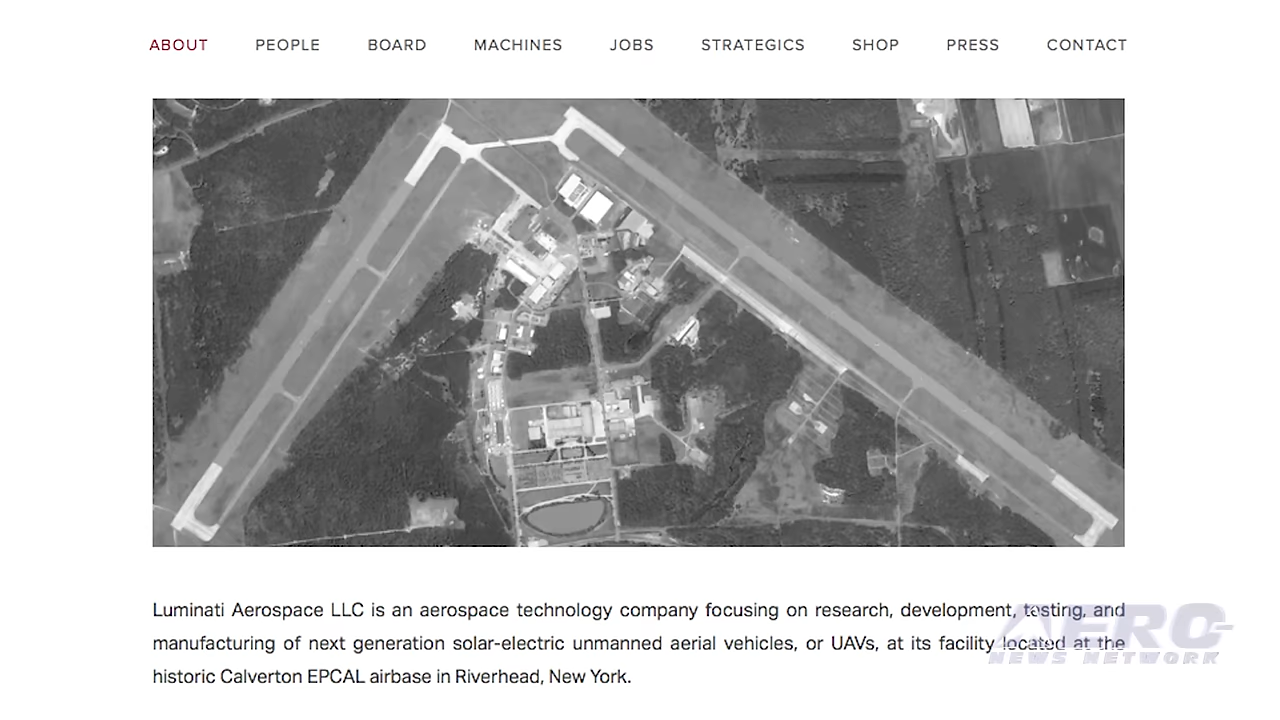 ABOUT PEOPLE BOARD MACHINES JOBS STRATEGICS SHOP PRESS CONTACT
Luminati Aerospace LLC is an aerospace technology company focusing on research, development, testing, and
manufacturing of next generation solar-electric unmanned aerial vehicles, or UAVs, at its facility located at the
historic Calverton EPCAL airbase in Riverhead, New York.
AERO
NEWS NETWORK